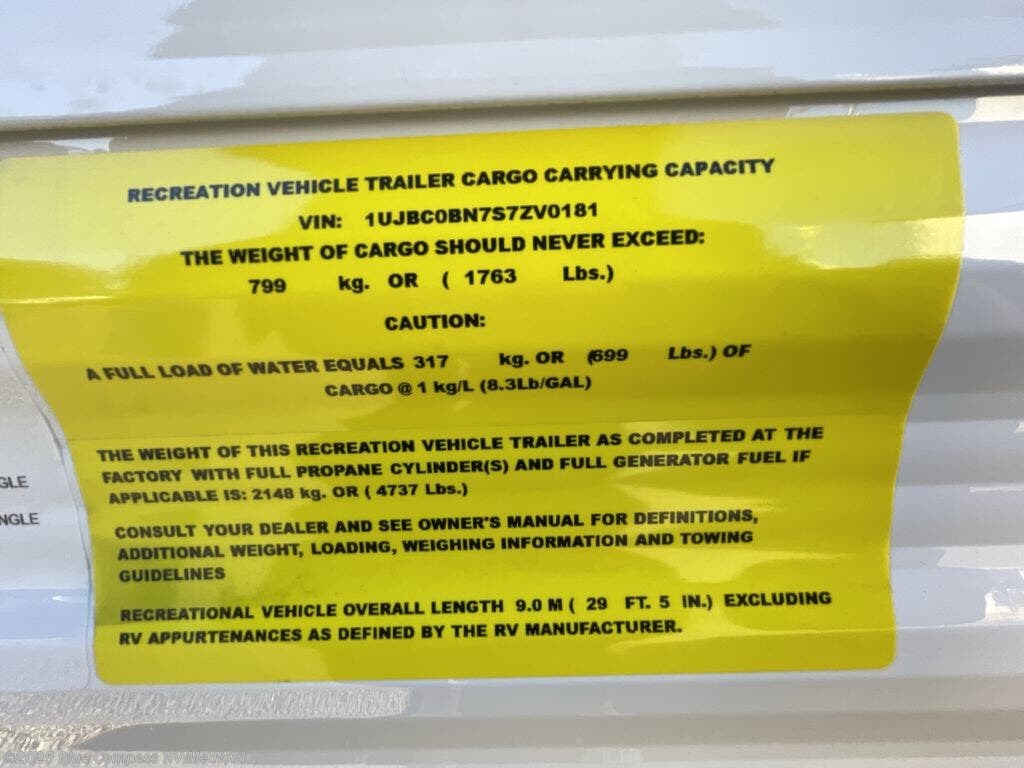 RECREATION VEHICLE TRAILER CARGO CARRYING CAPACITY
VIN: 1UJBC0BN7S7ZV0181
THE WEIGHT OF CARGO SHOULD NEVER EXCEED:
799 kg. OR ( 1763 Lbs.)
CAUTION:
A FULL LOAD OF WATER EQUALS 317 kg. OR (699 Lbs.) OF
CARGO @ 1 kg/L (8.3Lb/GAL)
THE WEIGHT OF THIS RECREATION VEHICLE TRAILER AS COMPLETED AT THE
FACTORY WITH FULL PROPANE CYLINDER(S) AND FULL GENERATOR FUEL IF
APPLICABLE IS: 2148 kg. OR ( 4737 Lbs.)
GLE
NGLE
CONSULT YOUR DEALER AND SEE OWNER'S MANUAL FOR DEFINITIONS,
ADDITIONAL WEIGHT, LOADING, WEIGHING INFORMATION AND TOWING
GUIDELINES
RECREATIONAL VEHICLE OVERALL LENGTH 9.0 M ( 29 FT. 5 IN.) EXCLUDING
RV APPURTENANCES AS DEFINED BY THE RV MANUFACTURER.
Blue Compass RV